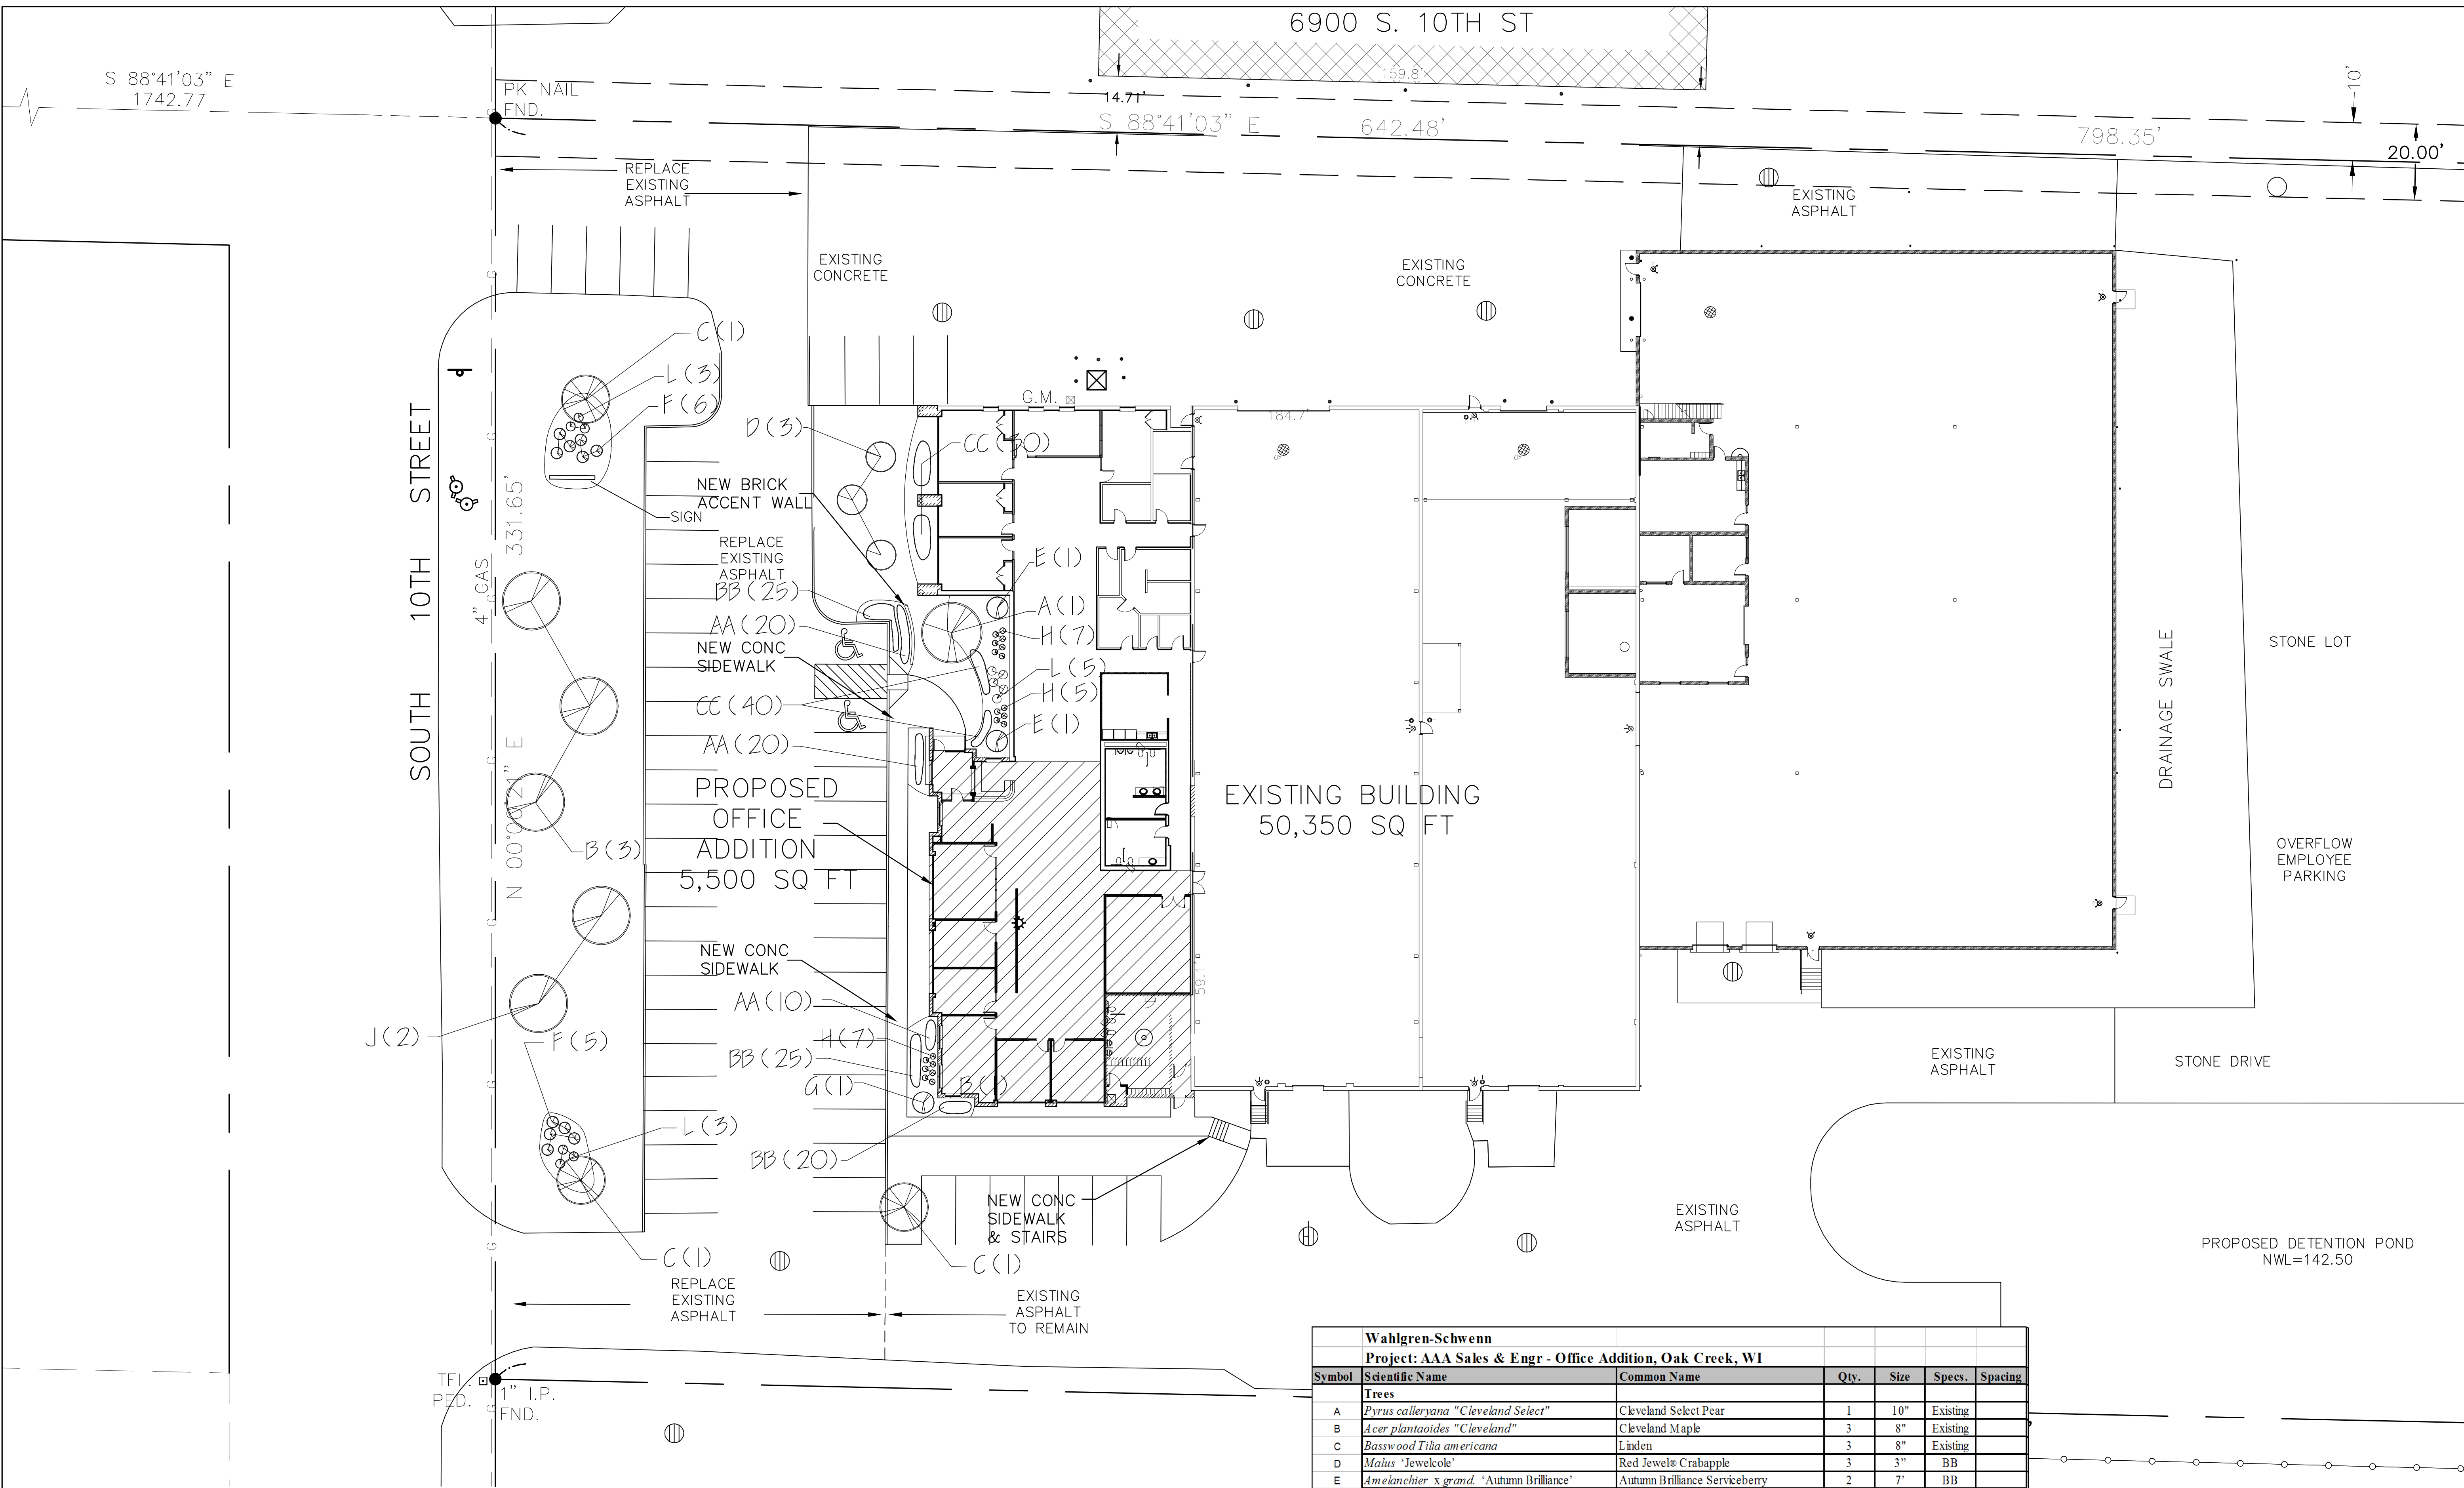 6900 S. 10TH ST
159.8'
S 88°41'03" E
1742.77
PK NAIL
FND.
14.71'
S 88°41'03" E 642.48'
798.35'
10'
20.00'
REPLACE
EXISTING
ASPHALT
EXISTING
ASPHALT
EXISTING
CONCRETE
EXISTING
CONCRETE
C(1)
L(3)
F(6)
G.M.
184.7'
D(3)
NEW BRICK
ACCENT WALL
SIGN
SOUTH 10TH STREET
4" GAS
331.65'
REPLACE
EXISTING
ASPHALT
E(1)
BB(25)
A(1)
AA(20)
H(7)
NEW CONC
SIDEWALK
L(5)
H(5)
CC(40)
E(1)
AA(20)
DRAINAGE SWALE
STONE LOT
PROPOSED
OFFICE
ADDITION
5,500 SQ FT
EXISTING BUILDING
50,350 SQ FT
B(3)
OVERFLOW
EMPLOYEE
PARKING
NEW CONC
SIDEWALK
59.1'
AA(10)
J(2)
F(5)
H(7)
BB(25)
G(1)
EXISTING
ASPHALT
STONE DRIVE
L(3)
BB(20)
NEW CONC
SIDEWALK
& STAIRS
EXISTING
ASPHALT
PROPOSED DETENTION POND
NWL=142.50
C(1)
C(1)
REPLACE
EXISTING
ASPHALT
EXISTING
ASPHALT
TO REMAIN
TEL.
PED.
1" I.P.
FND.
Wahlgren-Schwenn
Project: AAA Sales & Engr - Office Addition, Oak Creek, WI
Symbol Scientific Name Common Name Qty. Size Specs. Spacing
Trees
A Pyrus calleryana "Cleveland Select" Cleveland Select Pear 1 10" Existing
B Acer plantaoides "Cleveland" Cleveland Maple 3 8" Existing
C Basswood Tilia americana Linden 3 8" Existing
D Malus ‘Jewelcole’ Red Jewel® Crabapple 3 3” BB
E Amelanchier x grand. ‘Autumn Brilliance’ Autumn Brilliance Serviceberry 2 7’ BB